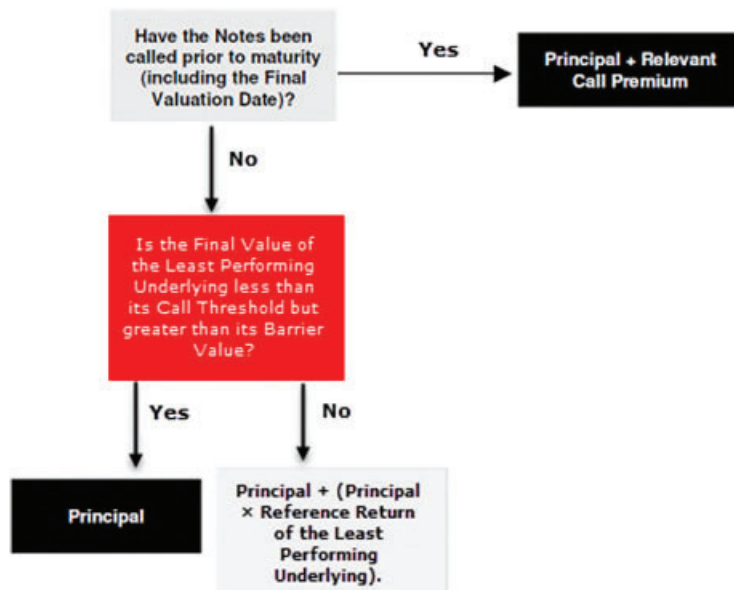 Have the Notes been
called prior to maturity
(including the Final
Valuation Date)?
Yes
Principal + Relevant
Call Premium
No
Is the Final Value of
the Least Performing
Underlying less than
its Call Threshold but
greater than its Barrier
Value?
Yes
No
Principal
Principal + (Principal
× Reference Return
of the Least
Performing
Underlying).